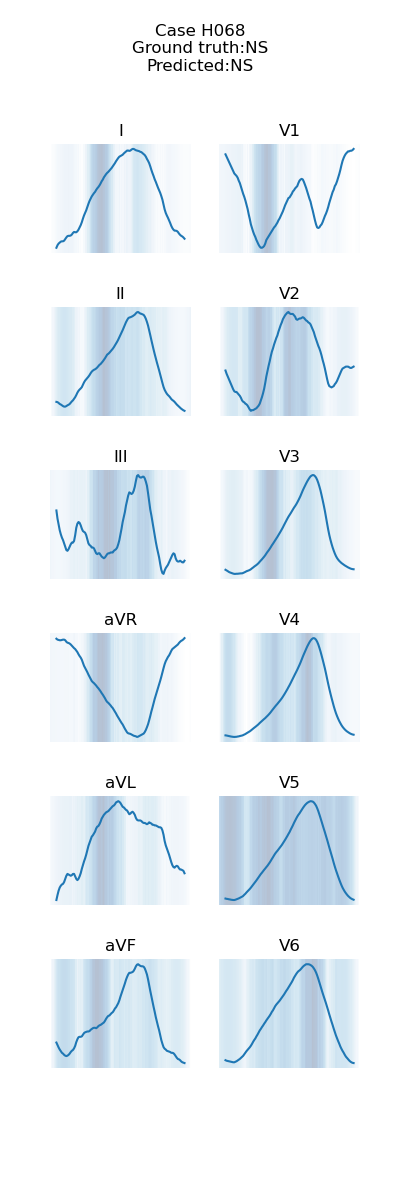 Case H068
Ground truth:NS
Predicted:NS
I
V1
II
V2
III
V3
aVR
V4
aVL
V5
aVF
V6